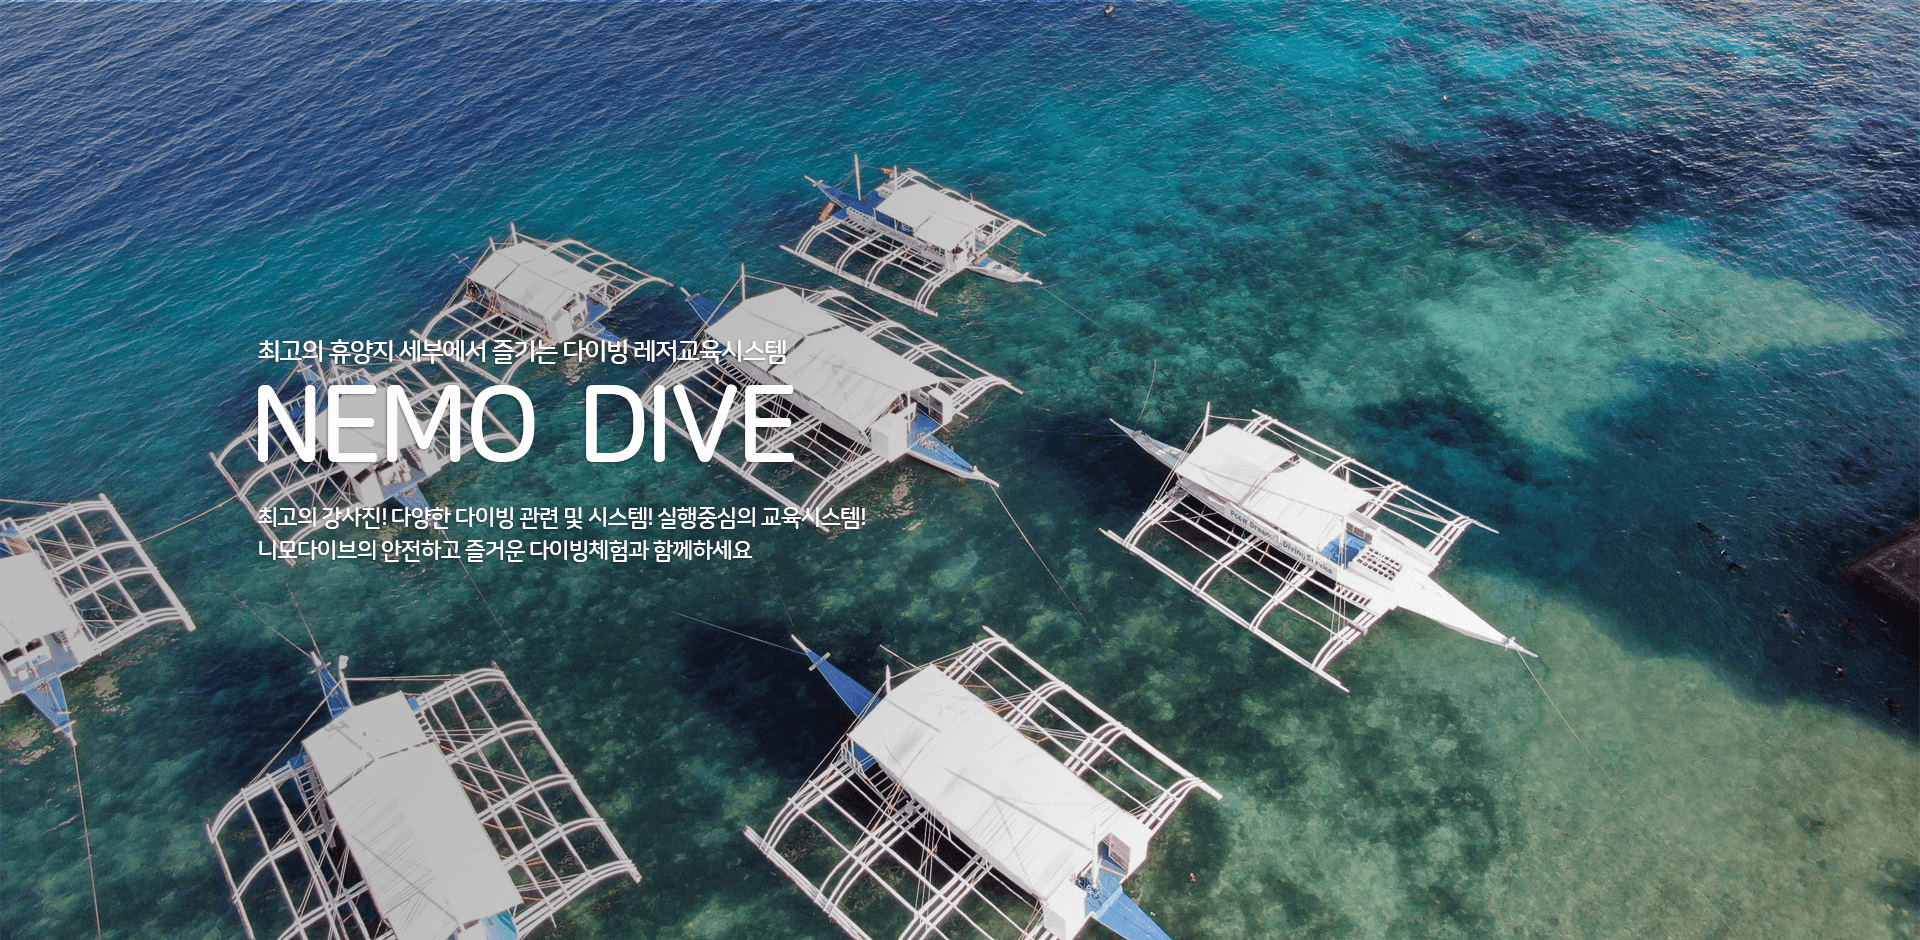 최고의 휴양지 세부에서 즐기는 다이빙 레저교육시스템
NEMO DIVE
최고의 강사진! 다양한 다이빙 관련 및 시스템! 실행중심의 교육시스템!
니모다이브의 안전하고 즐거운 다이빙체험과 함께하세요
Diving Service